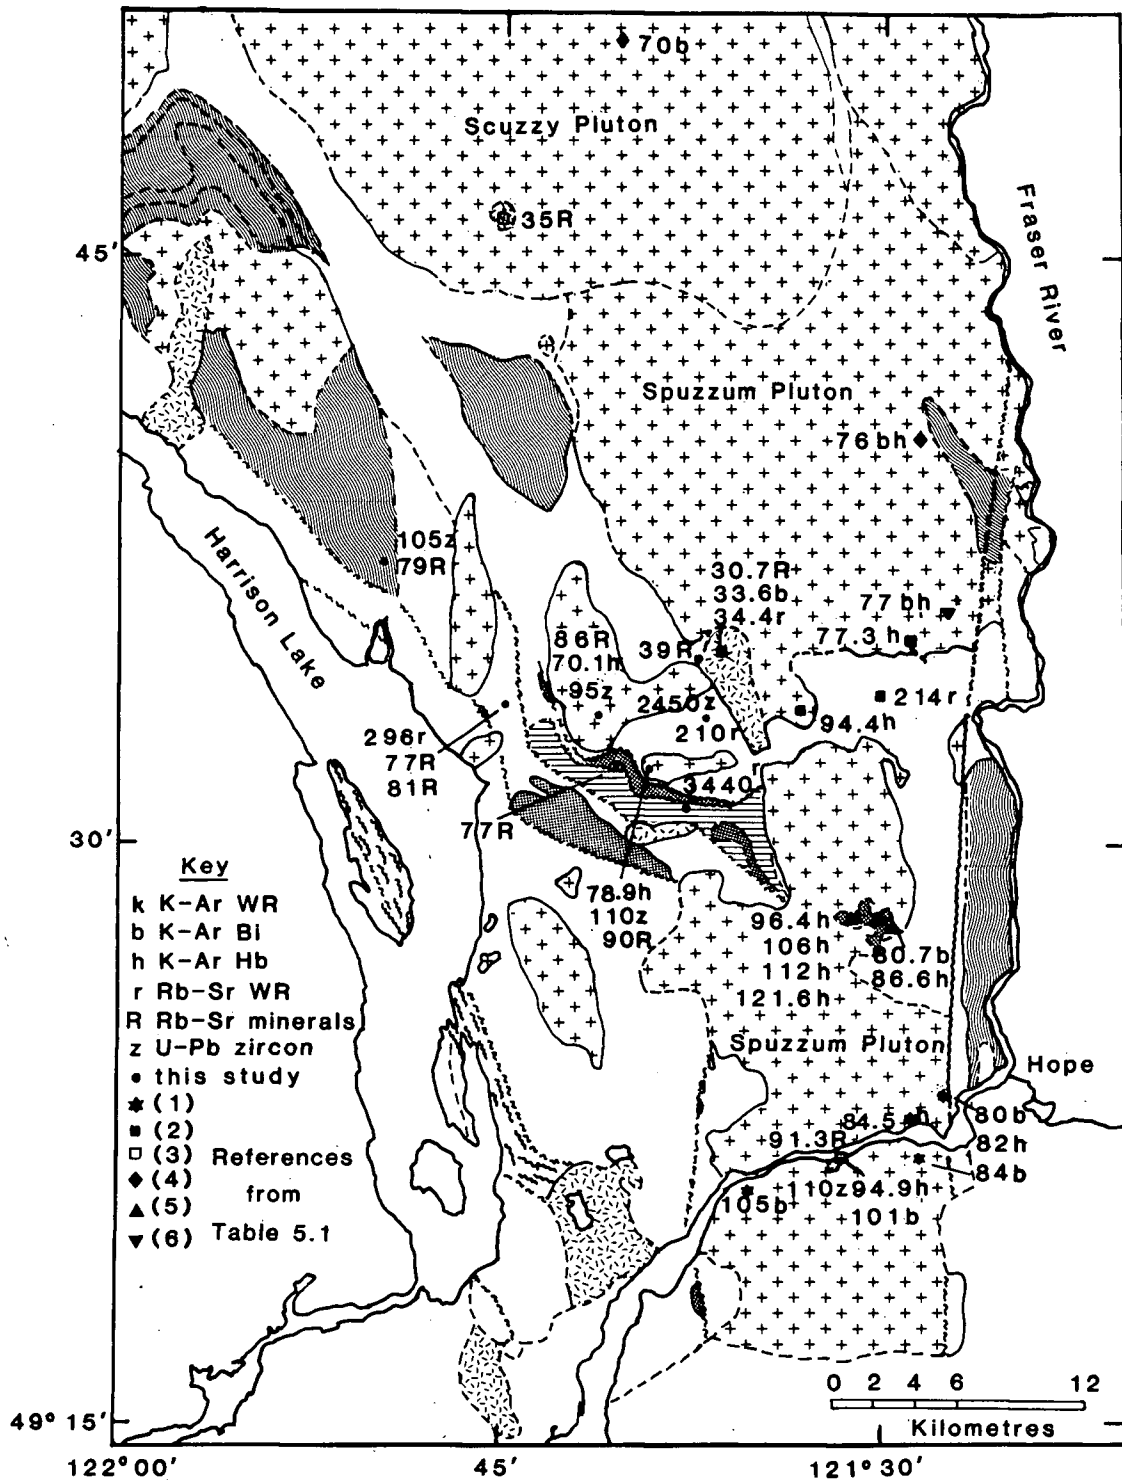 70b
Scuzzy Pluton
35R
Fraser River
45'
Spuzzum Pluton
76 bh
105z
79R
Harrison Lake
30.7R
33.6b
34.4r
77 bh
77.3 h
86R
70.1h
95z
39R
2450z
210r
214r
94.4h
296r
77R
81R
3440r
77R
30'
Key
k K-Ar WR
b K-Ar Bi
h K-Ar Hb
r Rb-Sr WR
R Rb-Sr minerals
z U-Pb zircon
this study
(1)
(2)
(3) References
(4) from
(5) Table 5.1
(6)
78.9h
110z
90R
96.4h
106h
112h
121.6h
80.7b
86.6h
Spuzzum Pluton
Hope
84.5 h
80b
82h
84b
91.3R
110z
94.9h
101b
105b
0 2 4 6 12
Kilometres
49° 15'
122° 00' 45' 121° 30'